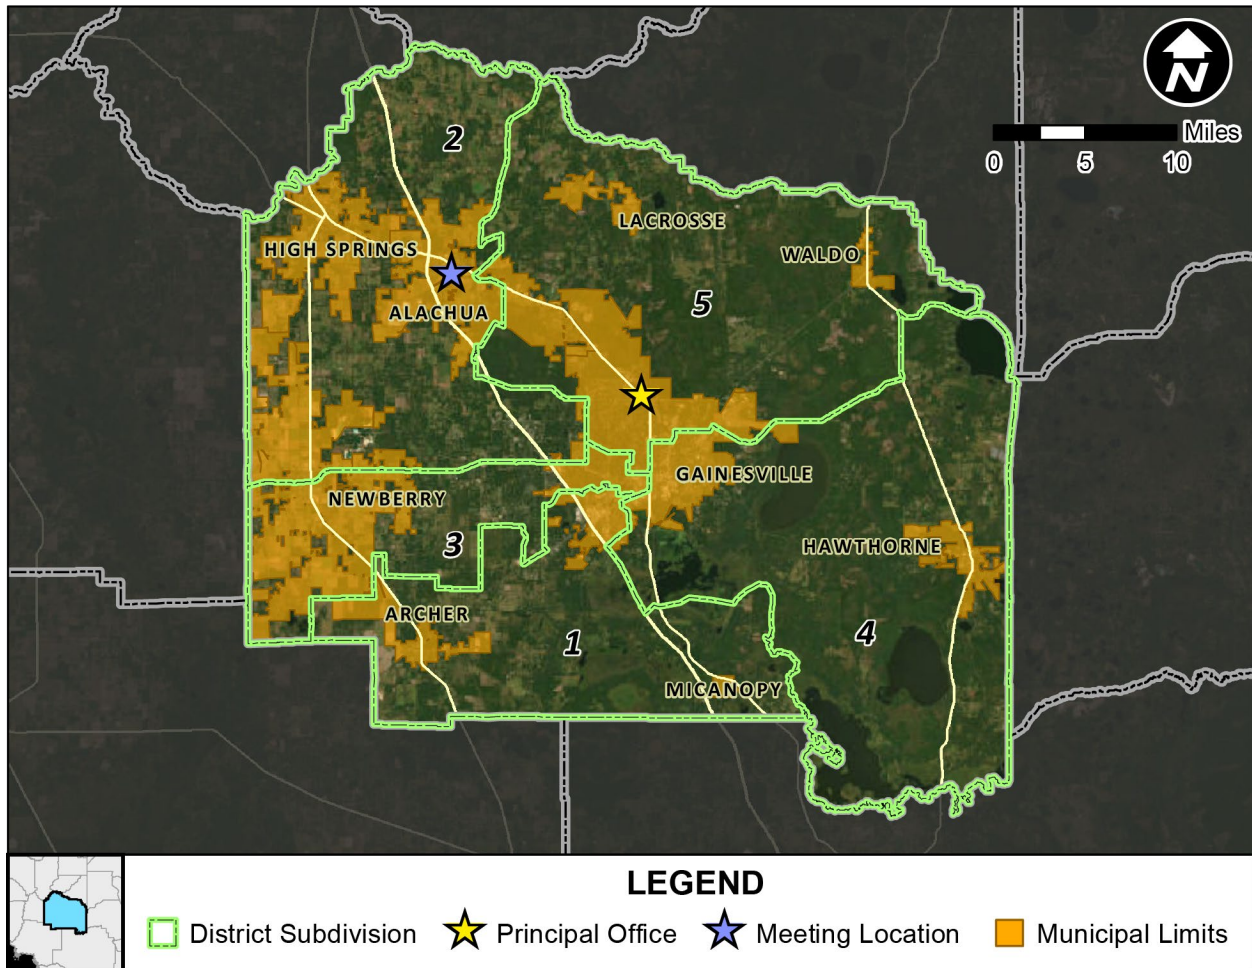 N
Miles
0 5 10
2
LACROSSE
HIGH SPRINGS
WALDO
ALACHUA
5
GAINESVILLE
NEWBERRY
3
HAWTHORNE
ARCHER
1
4
MICANOPY
LEGEND
District Subdivision
Principal Office
Meeting Location
Municipal Limits